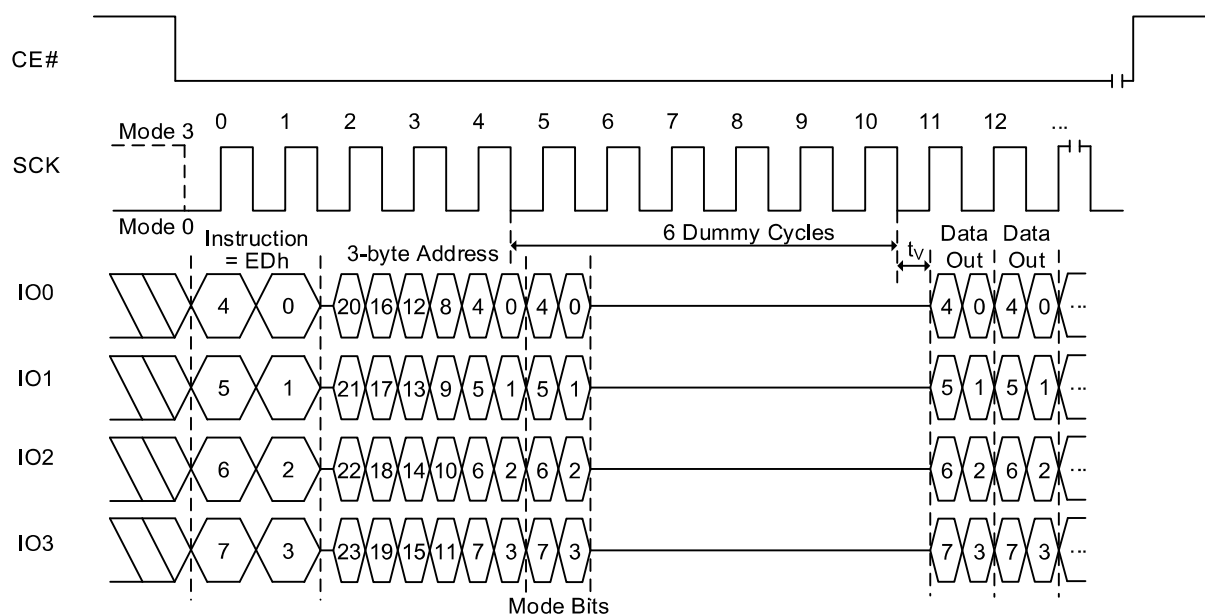 CE#
0 1 2 3 4 5 6 7 8 9 10 11 12 ...
Mode 3
SCK
Mode 0
Instruction
= EDh
3-byte Address
6 Dummy Cycles
tV
Data
Out
Data
Out
IO0 4 0 20 16 12 8 4 0 4 0 4 0 4 0 ...
IO1 5 1 21 17 13 9 5 1 5 1 5 1 5 1 ...
IO2 6 2 22 18 14 10 6 2 6 2 6 2 6 2 ...
IO3 7 3 23 19 15 11 7 3 7 3 7 3 7 3 ...
Mode Bits